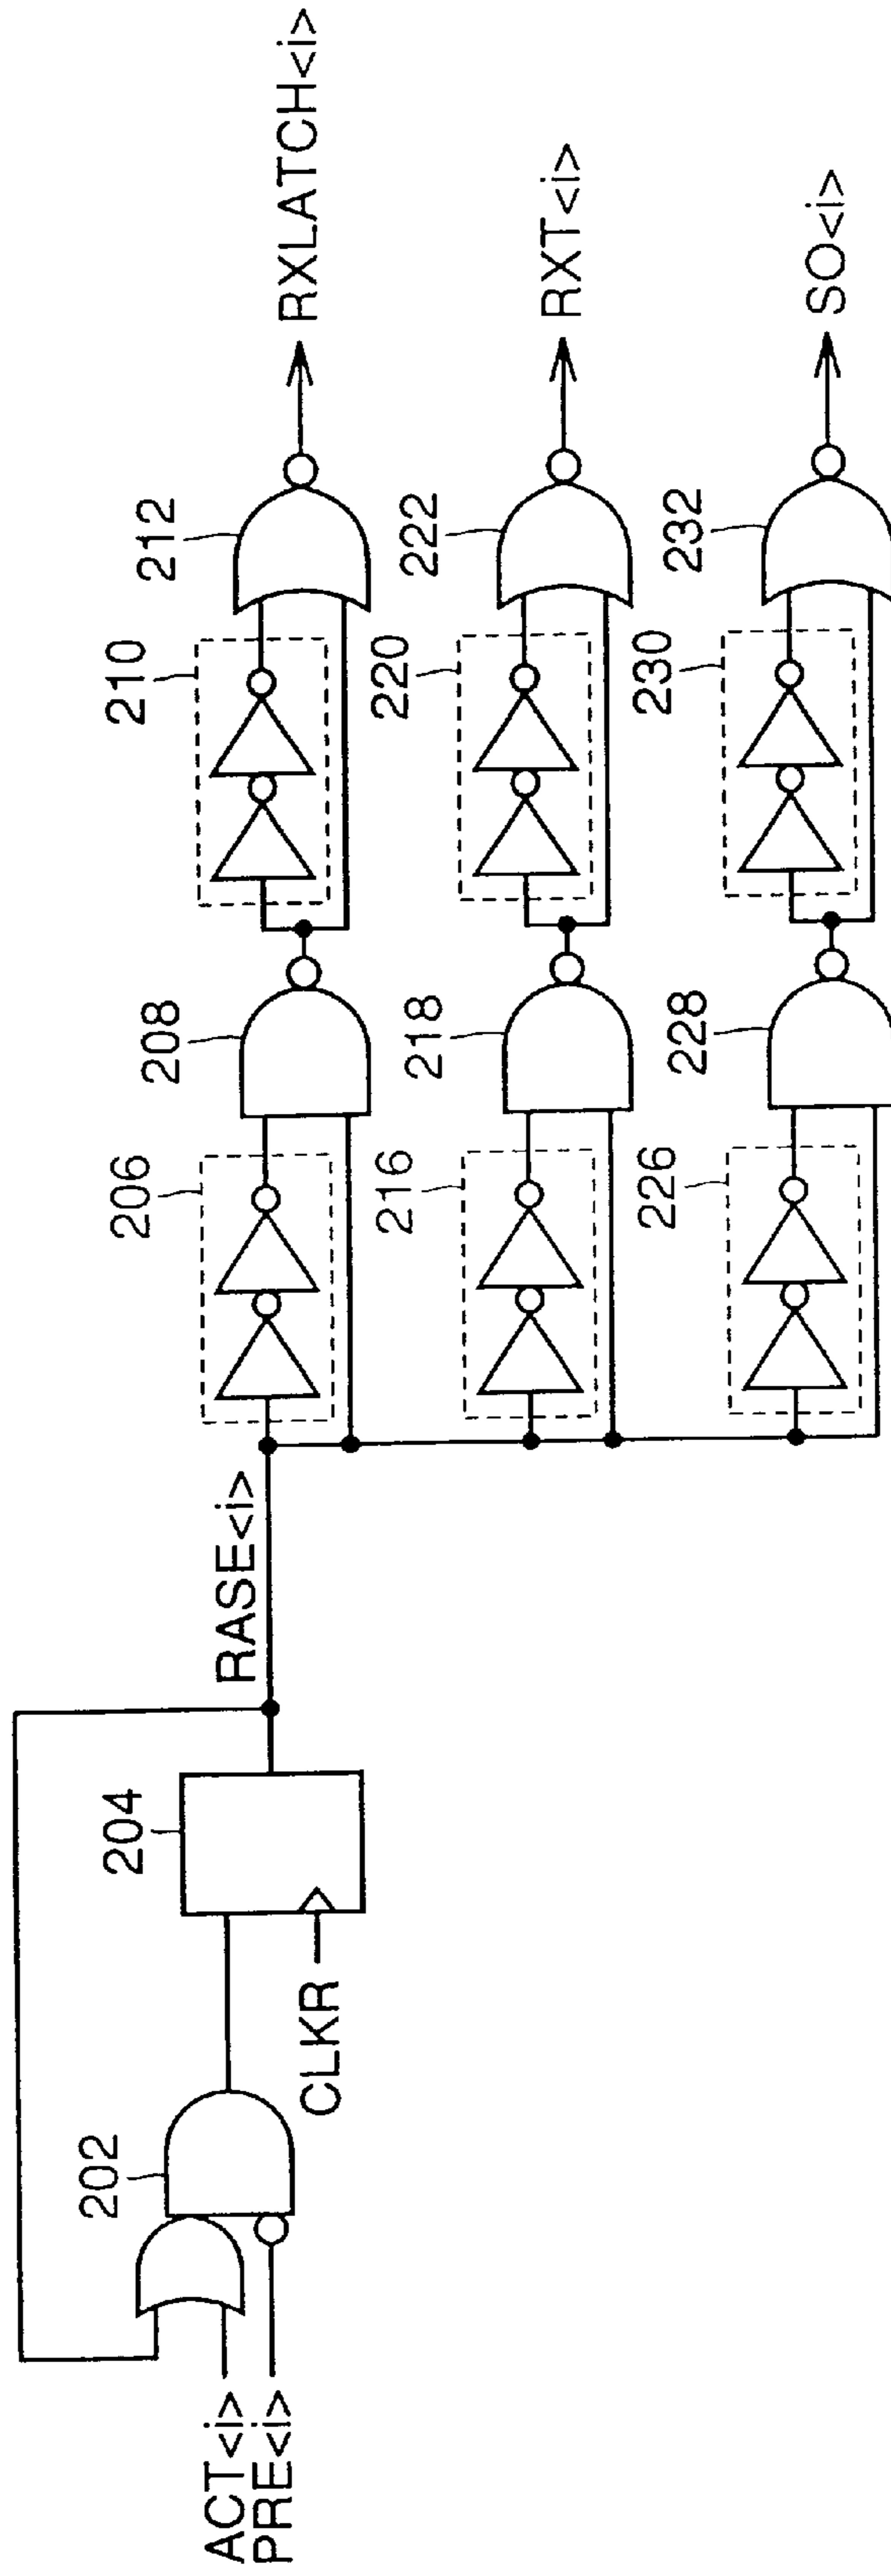 ACT<i>
PRE<i>
202
CLKR
204
RASE<i>
206
208
210
212
RXLATCH<i>
216
218
220
222
RXT<i>
226
228
230
232
SO<i>